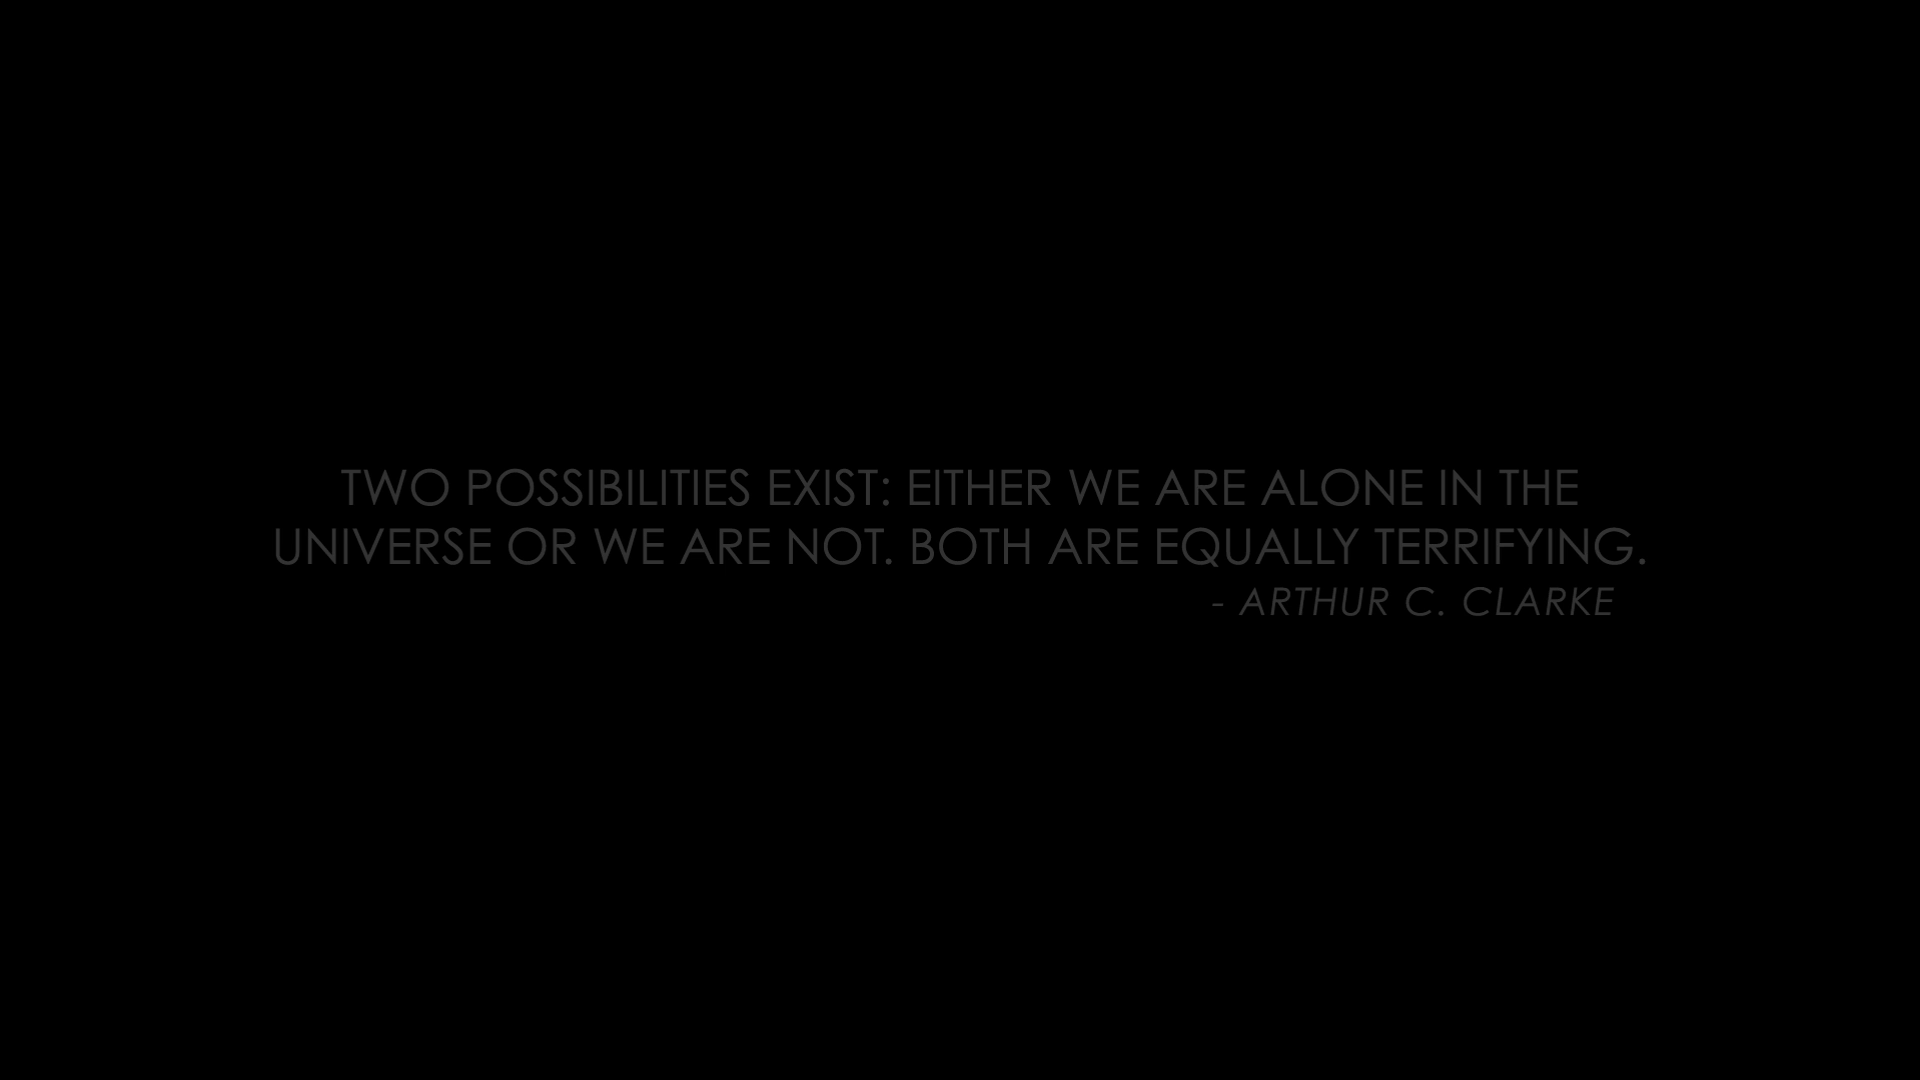 TWO POSSIBILITIES EXIST: EITHER WE ARE ALONE IN THE
UNIVERSE OR WE ARE NOT. BOTH ARE EQUALLY TERRIFYING.
- ARTHUR C. CLARKE